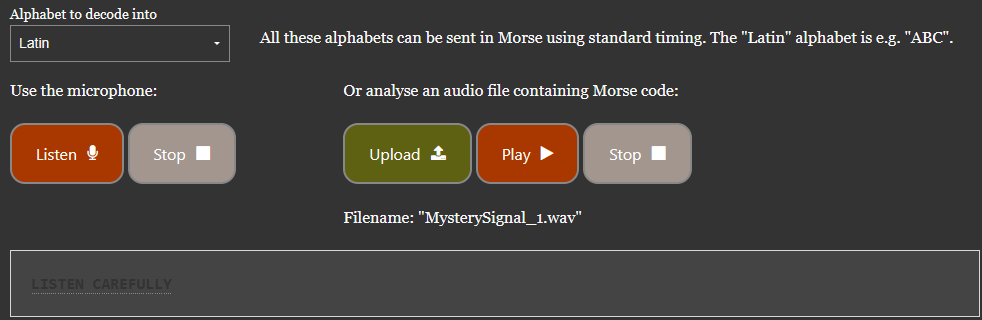 Alphabet to decode into
Latin
All these alphabets can be sent in Morse using standard timing. The "Latin" alphabet is e.g. "ABC".
Use the microphone:
Or analyse an audio file containing Morse code:
Listen Stop Upload Play Stop
Filename: "MysterySignal_1.wav"
LISTEN CAREFULLY